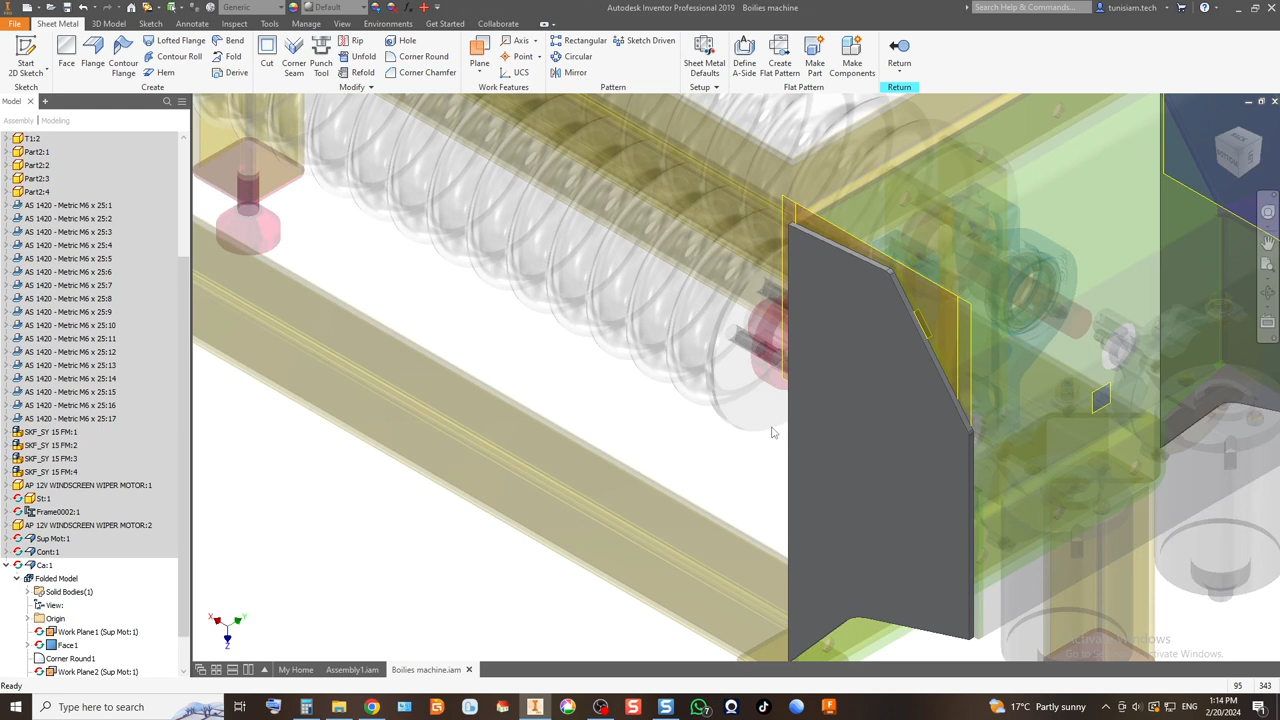 Generic
Default
Autodesk Inventor Professional 2019 Boilies machine
Search Help & Commands...
tunisiam.tech
File Sheet Metal 3D Model Sketch Annotate Inspect Tools Manage View Environments Get Started Collaborate
Start
2D Sketch
Sketch
Face
Flange
Contour
Flange
Lofted Flange
Contour Roll
Hem
Bend
Fold
Derive
Create
Cut
Corner
Seam
Punch
Tool
Rip
Unfold
Refold
Hole
Corner Round
Corner Chamfer
Modify
Plane
Axis
Point
UCS
Work Features
Rectangular
Circular
Mirror
Sketch Driven
Pattern
Sheet Metal
Defaults
Setup
Define
A-Side
Create
Flat Pattern
Make
Part
Make
Components
Flat Pattern
Return
Return
Model
Assembly Modeling
T1:2
Part2:1
Part2:2
Part2:3
Part2:4
AS 1420 - Metric M6 x 25:1
AS 1420 - Metric M6 x 25:2
AS 1420 - Metric M6 x 25:3
AS 1420 - Metric M6 x 25:4
AS 1420 - Metric M6 x 25:5
AS 1420 - Metric M6 x 25:6
AS 1420 - Metric M6 x 25:7
AS 1420 - Metric M6 x 25:8
AS 1420 - Metric M6 x 25:9
AS 1420 - Metric M6 x 25:10
AS 1420 - Metric M6 x 25:11
AS 1420 - Metric M6 x 25:12
AS 1420 - Metric M6 x 25:13
AS 1420 - Metric M6 x 25:14
AS 1420 - Metric M6 x 25:15
AS 1420 - Metric M6 x 25:16
AS 1420 - Metric M6 x 25:17
SKF_SY 15 FM:1
SKF_SY 15 FM:2
SKF_SY 15 FM:3
SKF_SY 15 FM:4
AP 12V WINDSCREEN WIPER MOTOR:1
St:1
Frame0002:1
AP 12V WINDSCREEN WIPER MOTOR:2
Sup Mot:1
Cont:1
Ca:1
Folded Model
Solid Bodies(1)
View:
Origin
Work Plane1 (Sup Mot:1)
Face1
Corner Round1
Work Plane2 (Sup Mot:1)
BACK
BOTTOM
X
Y
Z
Activate Windows
Go to Settings to activate Windows.
My Home Assembly1.iam Boilies machine.iam
Ready
95 343
Type here to search
17°C Partly sunny
1:14 PM
2/20/2024